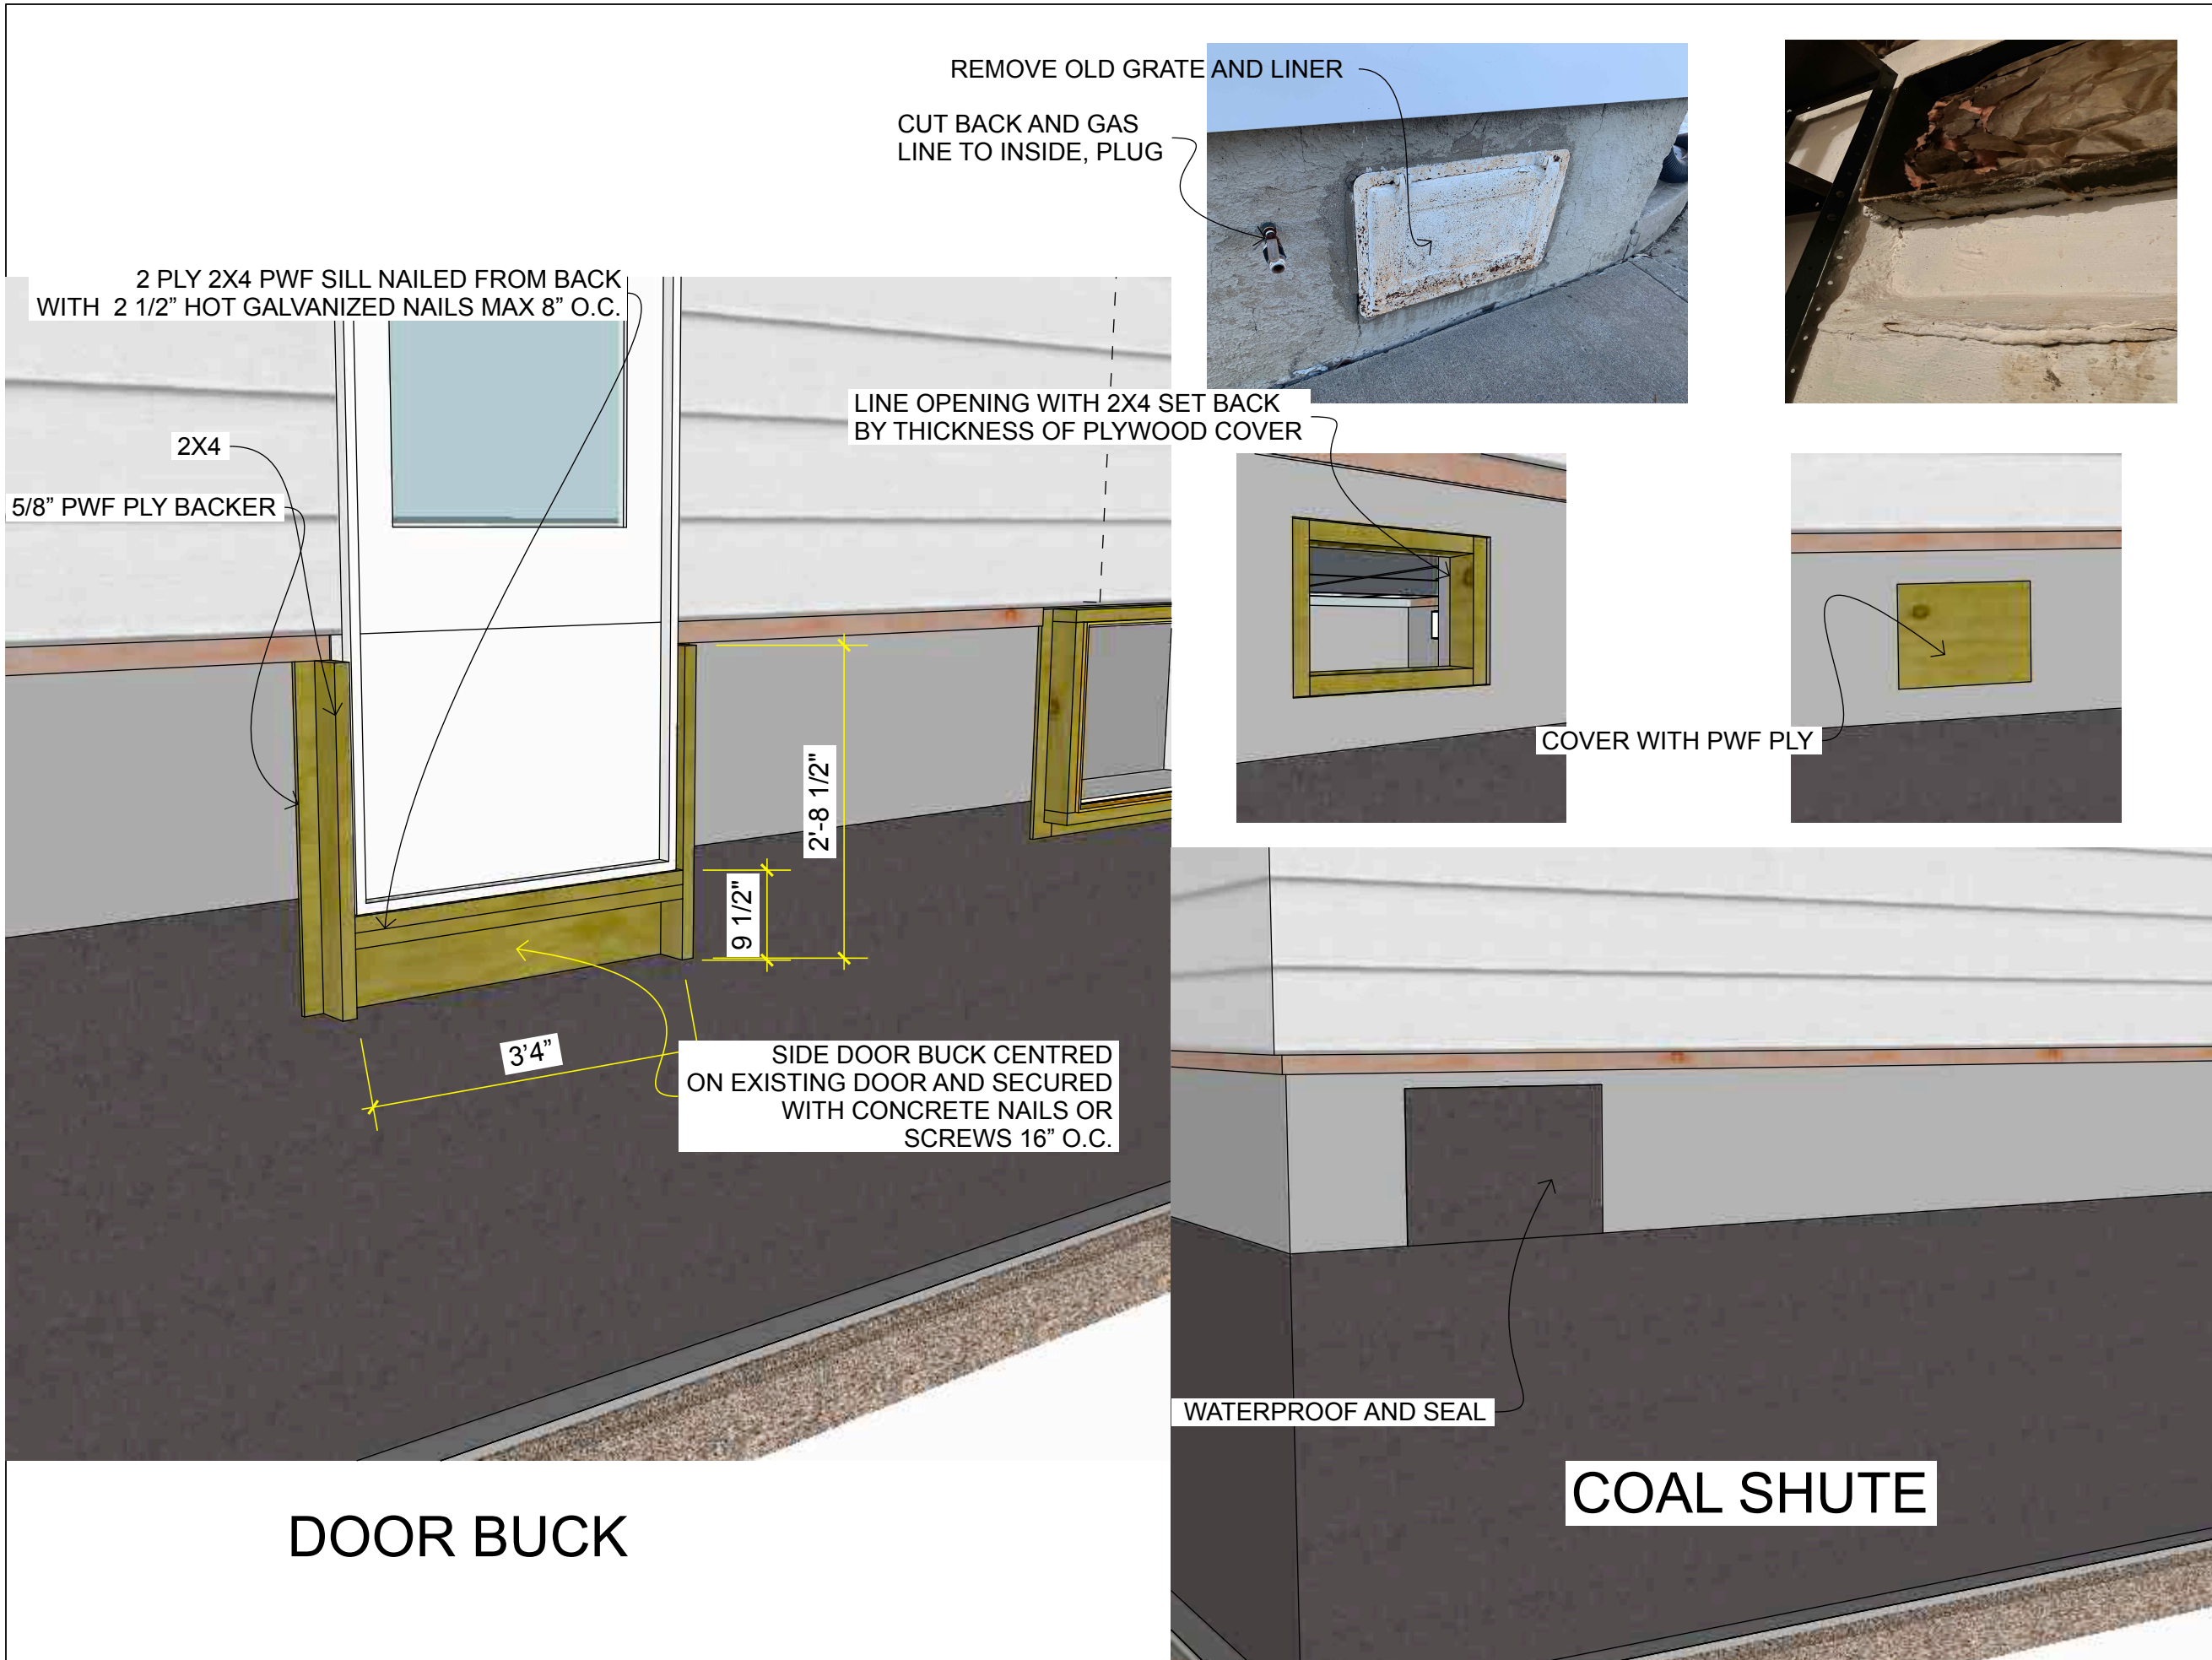 REMOVE OLD GRATE AND LINER
CUT BACK AND GAS
LINE TO INSIDE, PLUG
2 PLY 2X4 PWF SILL NAILED FROM BACK
WITH 2 1/2” HOT GALVANIZED NAILS MAX 8” O.C.
2X4
5/8” PWF PLY BACKER
LINE OPENING WITH 2X4 SET BACK
BY THICKNESS OF PLYWOOD COVER
COVER WITH PWF PLY
2'-8 1/2"
9 1/2"
3’4”
SIDE DOOR BUCK CENTRED
ON EXISTING DOOR AND SECURED
WITH CONCRETE NAILS OR
SCREWS 16” O.C.
WATERPROOF AND SEAL
COAL SHUTE
DOOR BUCK